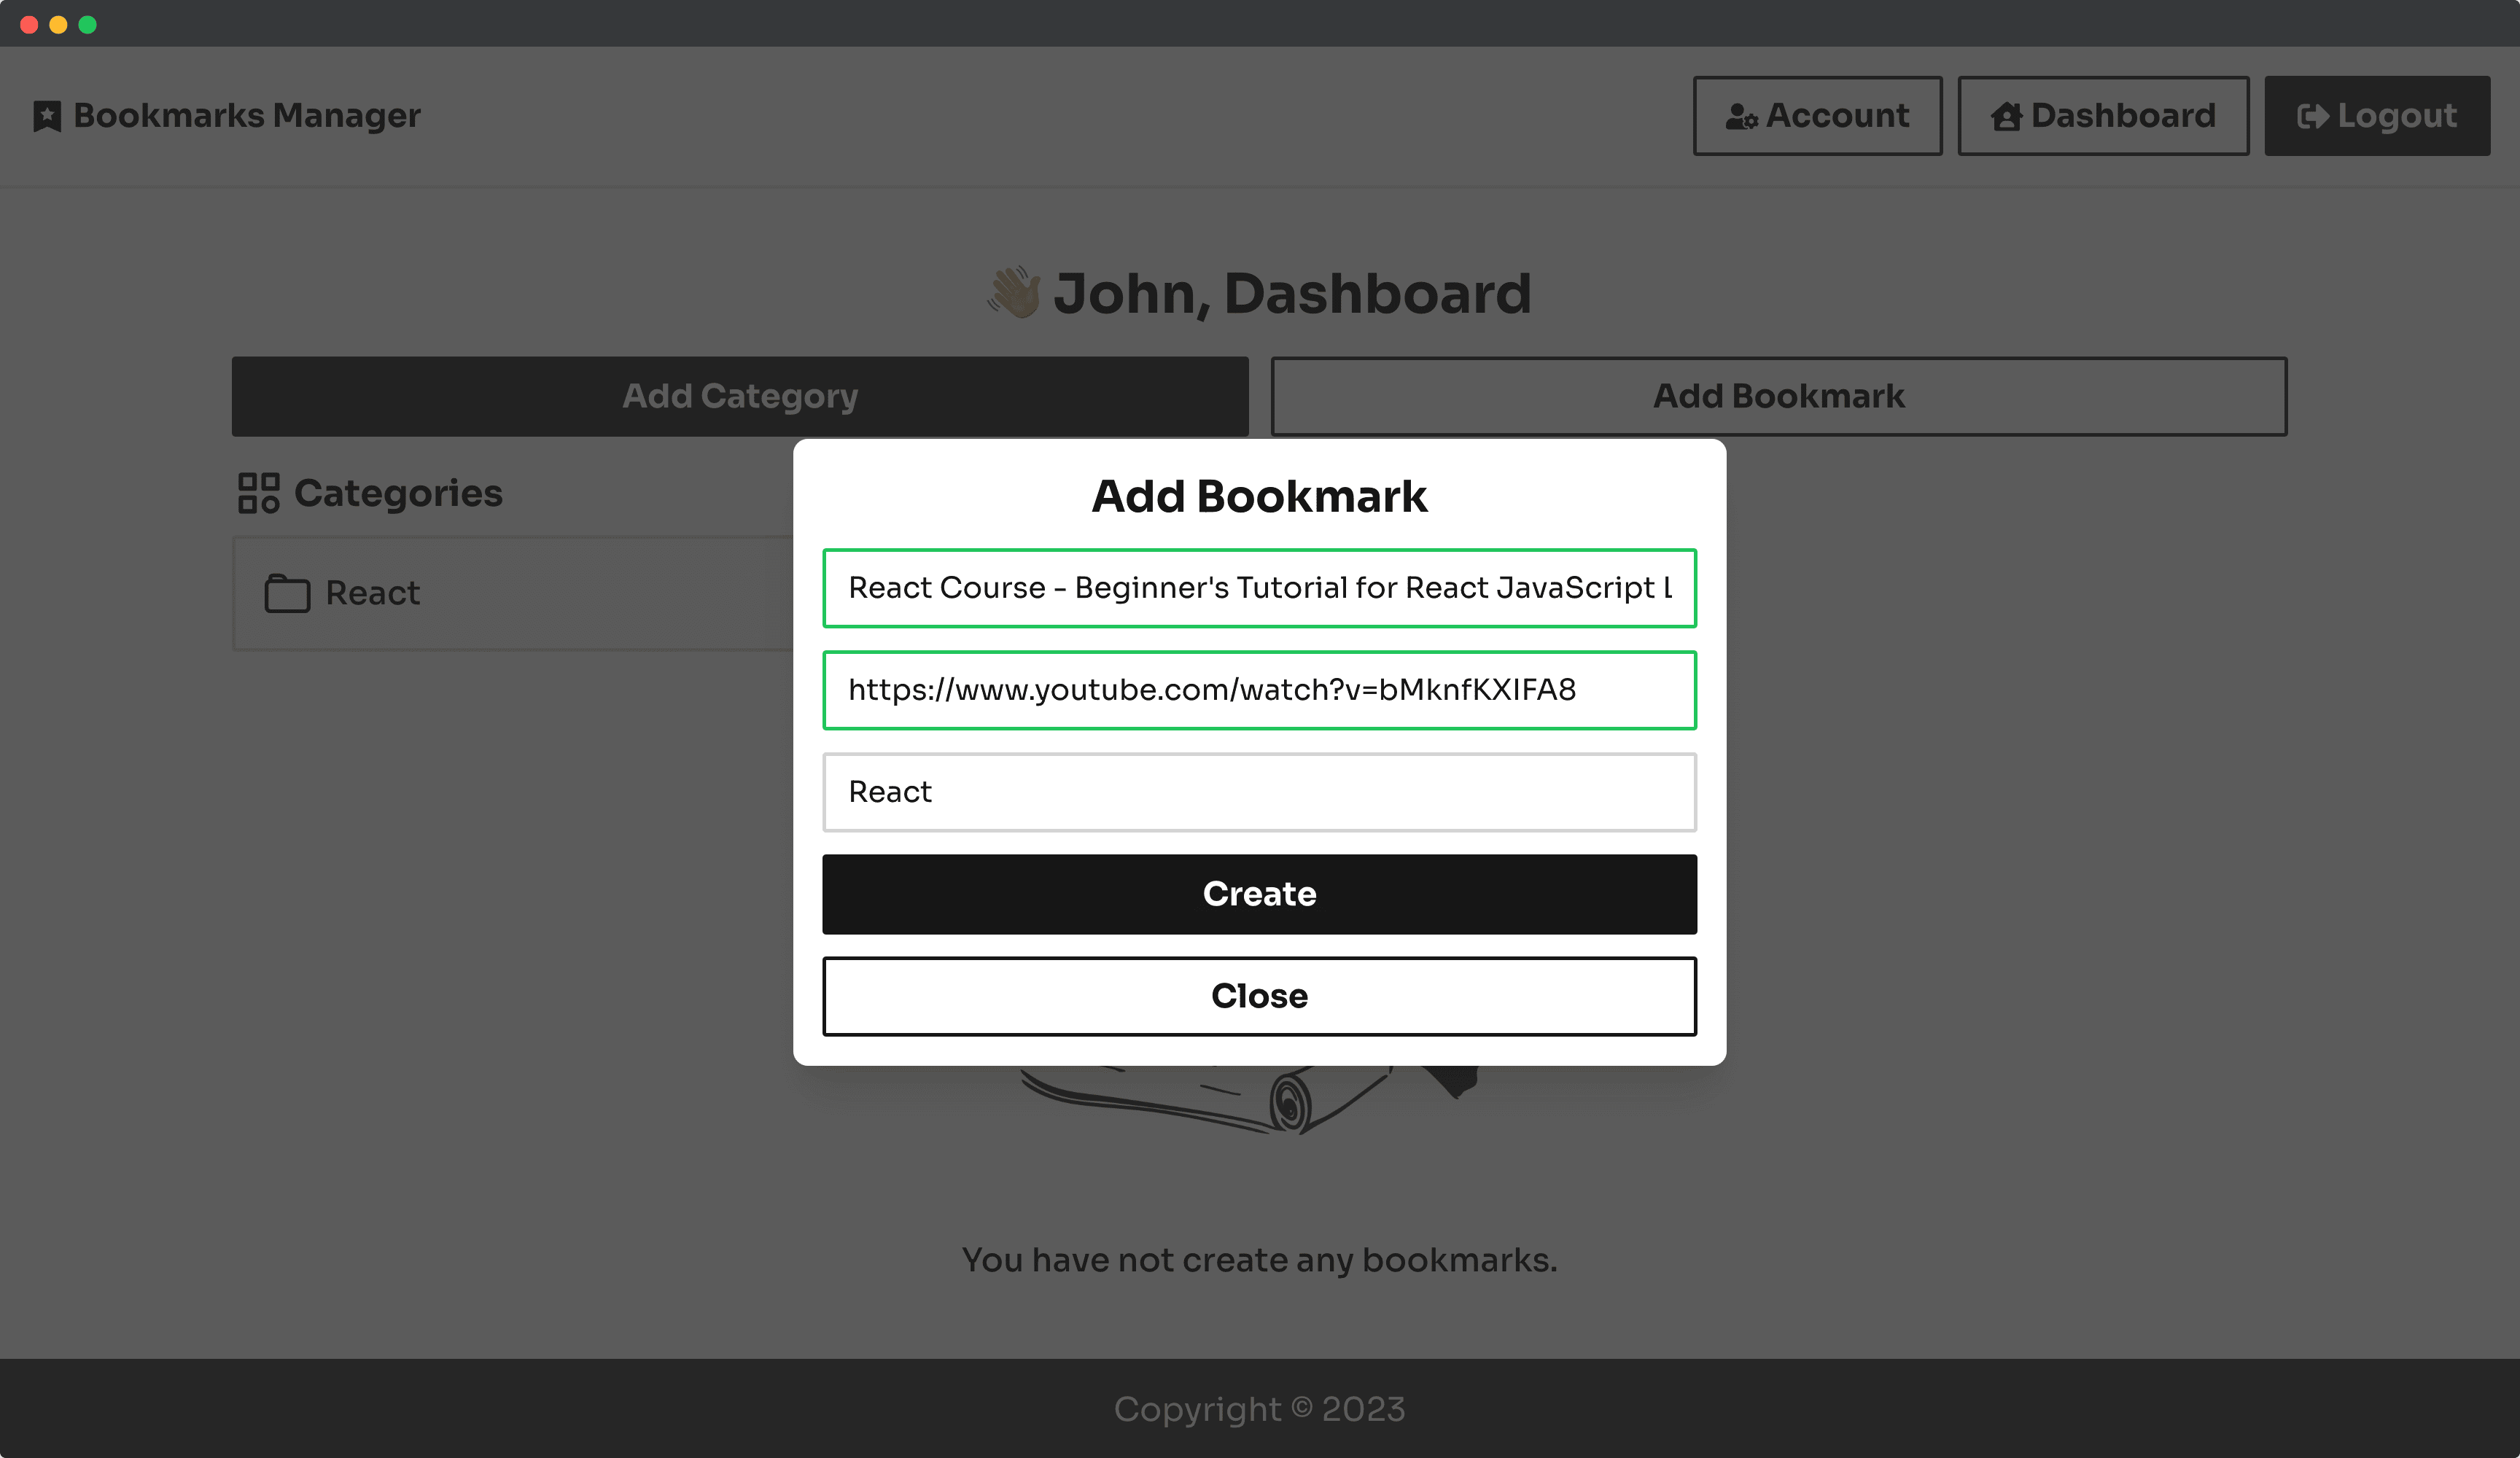 Bookmarks Manager
Account
Dashboard
Logout
John, Dashboard
Add Category
Add Bookmark
Categories
React
Add Bookmark
React Course - Beginner's Tutorial for React JavaScript L
https://www.youtube.com/watch?v=bMknfKXIFA8
React
Create
Close
You have not create any bookmarks.
Copyright © 2023